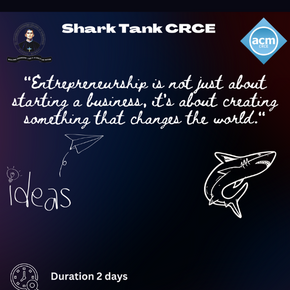 Shark Tank CRCE
acm
"Entrepreneurship is not just about
starting a business, it's about creating
something that changes the world."
ideas
Duration 2 days